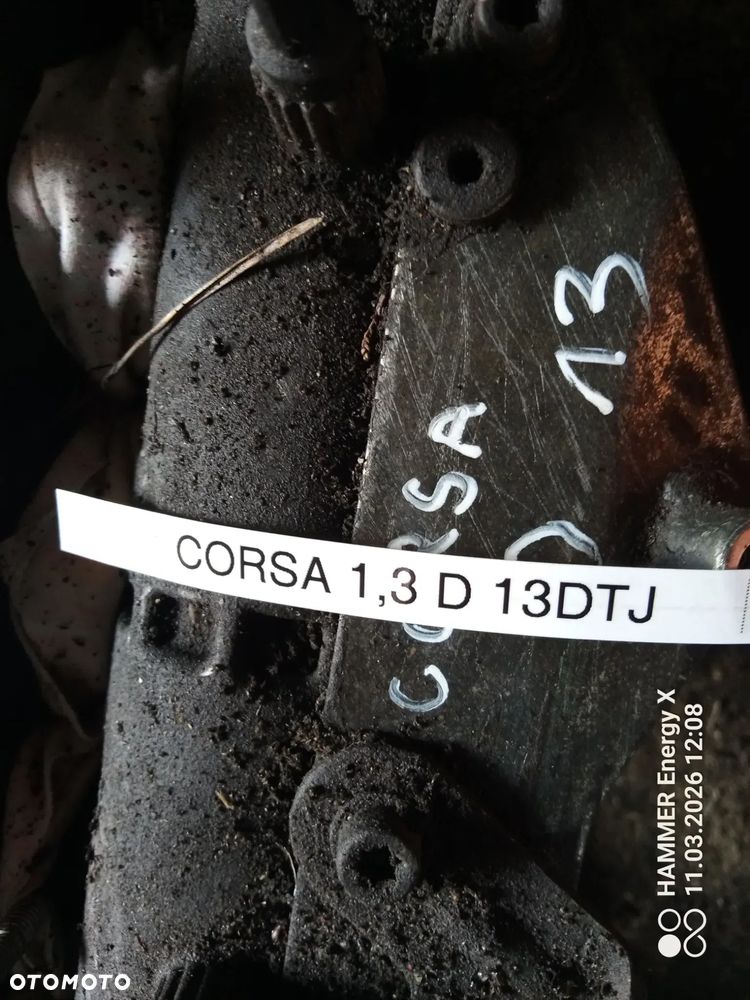 13
CORSA
D
CORSA 1,3 D 13DTJ
HAMMER Energy X
11.03.2026 12:08
OTOMOTO